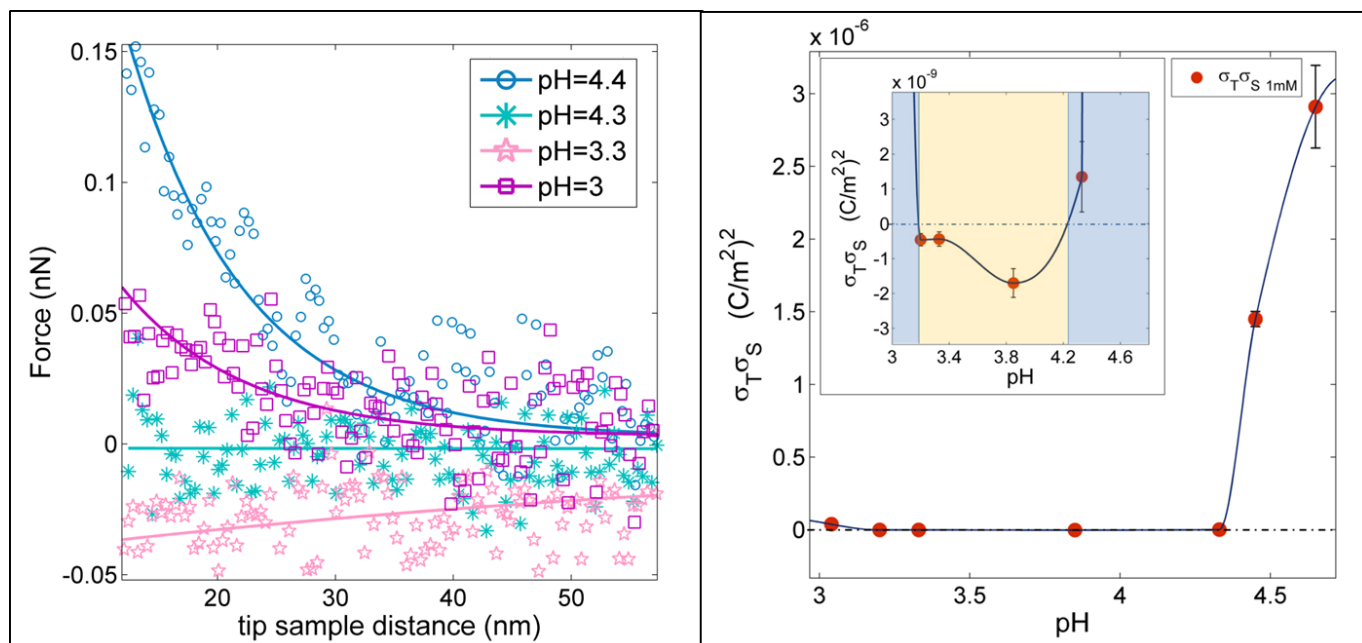 0.15
0.1
0.05
0
-0.05
Force (nN)
20 30 40 50
tip sample distance (nm)
pH=4.4
pH=4.3
pH=3.3
pH=3
x 10⁻⁶
3
2.5
2
1.5
1
0.5
0
σTσS (C/m²)²
3 3.5 4 4.5
pH
σTσS 1mM
x 10⁻⁹
3
2
1
0
-1
-2
-3
σTσS (C/m²)²
3 3.4 3.8 4.2 4.6
pH